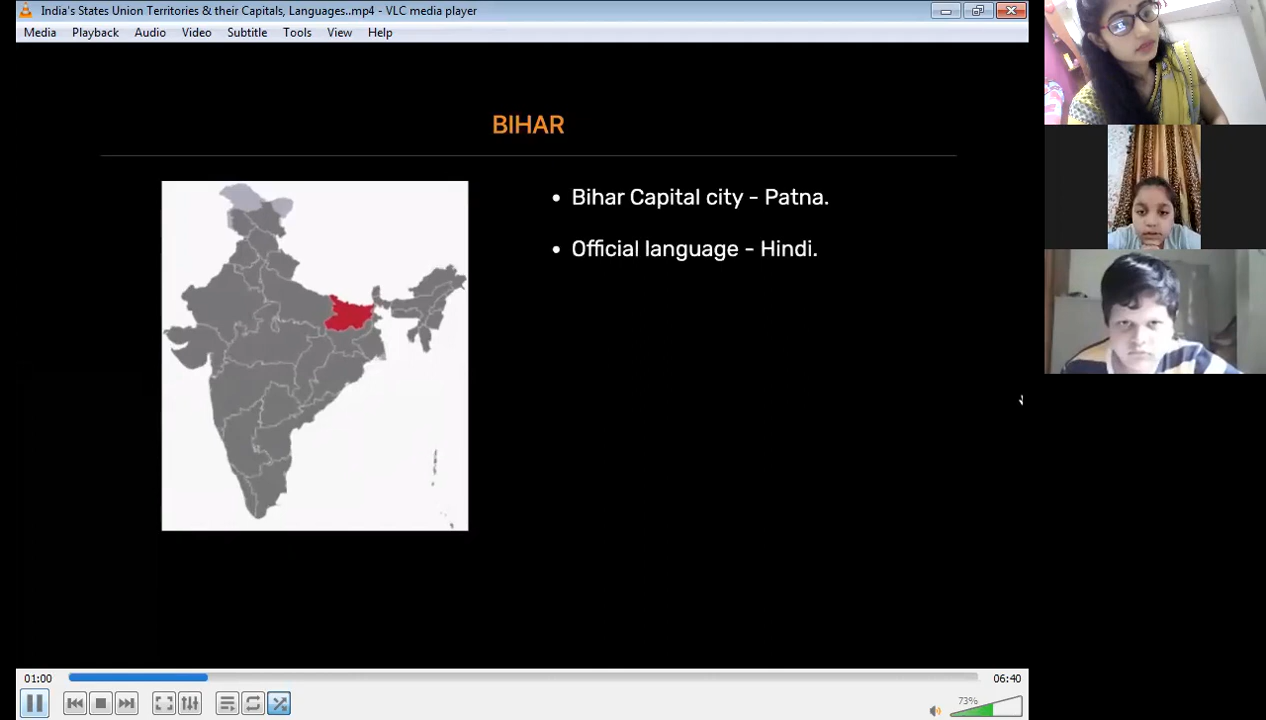 India's States Union Territories & their Capitals, Languages..mp4 - VLC media player
Media Playback Audio Video Subtitle Tools View Help
BIHAR
• Bihar Capital city - Patna.
• Official language - Hindi.
01:00
06:40
73%